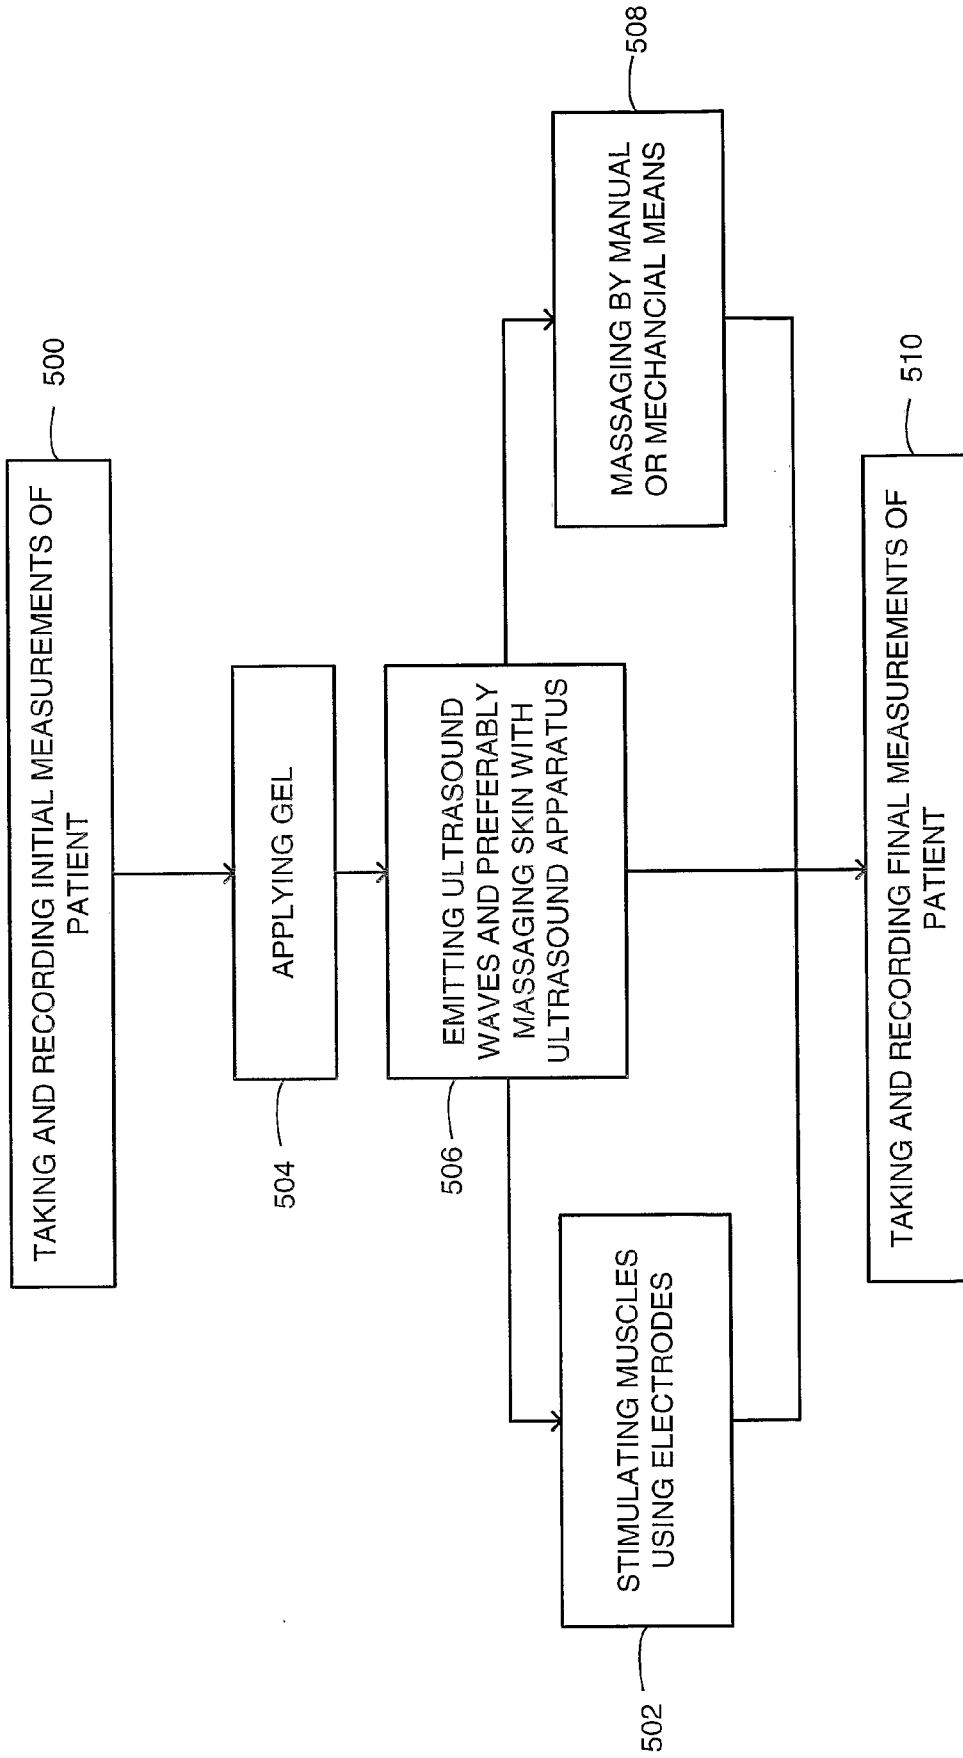 TAKING AND RECORDING INITIAL MEASUREMENTS OF
PATIENT
500
APPLYING GEL
504
EMITTING ULTRASOUND
WAVES AND PREFERABLY
MASSAGING SKIN WITH
ULTRASOUND APPARATUS
506
STIMULATING MUSCLES
USING ELECTRODES
502
MASSAGING BY MANUAL
OR MECHANCIAL MEANS
508
TAKING AND RECORDING FINAL MEASUREMENTS OF
PATIENT
510